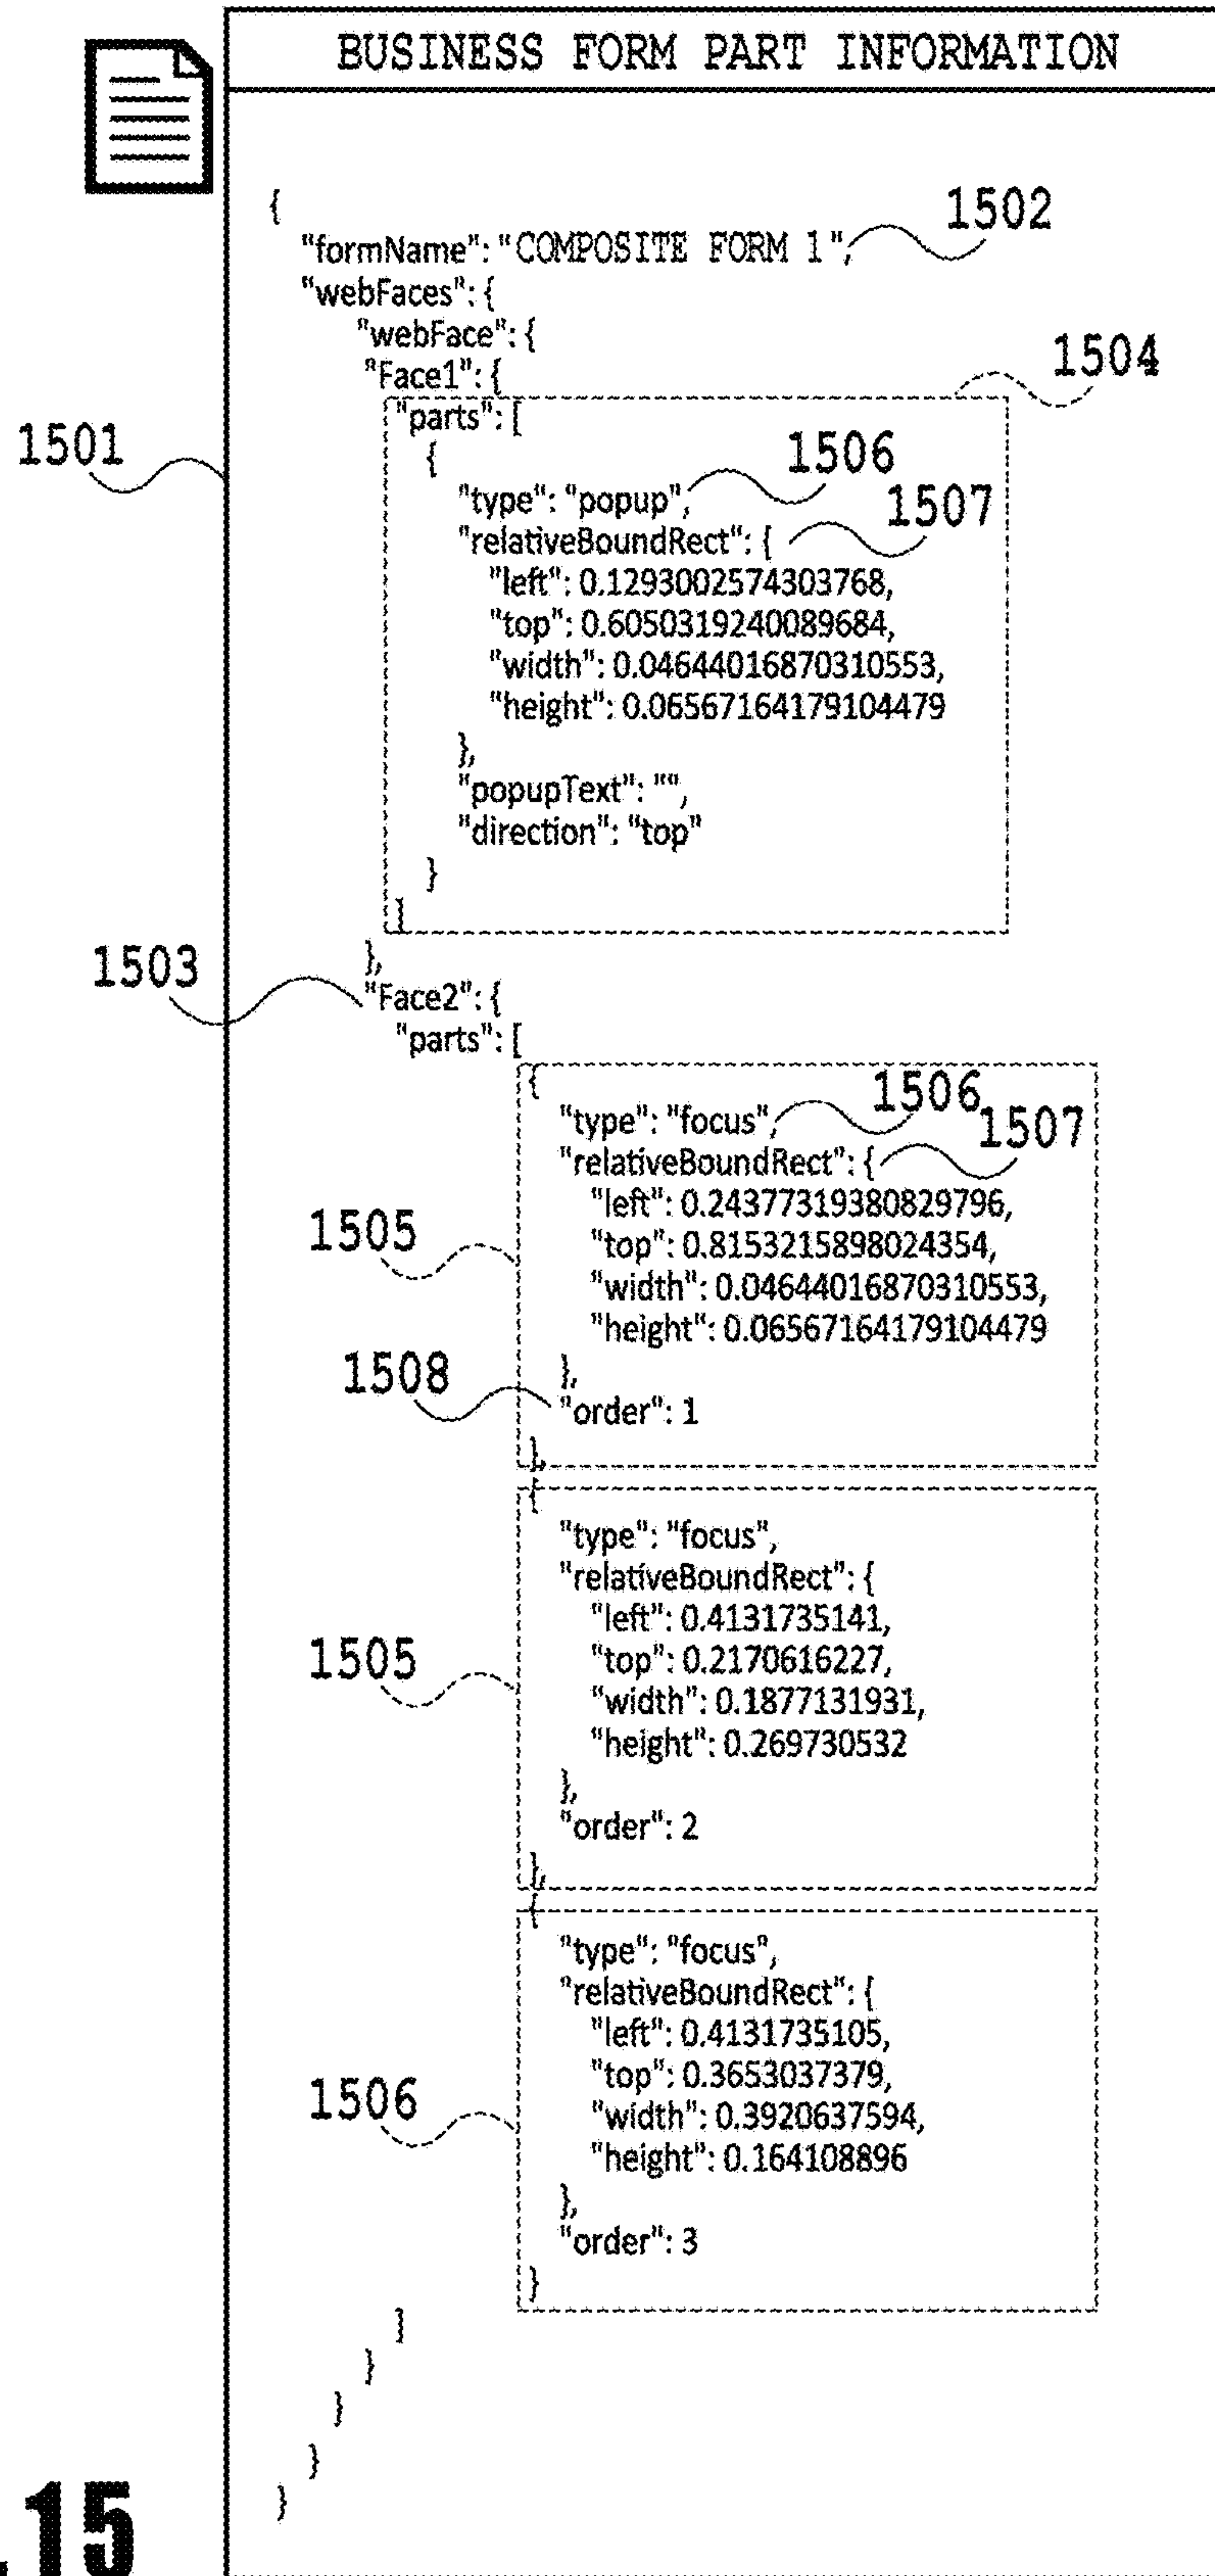 BUSINESS FORM PART INFORMATION
{
"formName": "COMPOSITE FORM 1",
1502
"webFaces": {
"webFace": {
"Face1": {
1504
"parts": [
1501
{
1506
"type": "popup",
1507
"relativeBoundRect": {
"left": 0.1293002574303768,
"top": 0.6050319240089684,
"width": 0.04644016870310553,
"height": 0.06567164179104479
},
"popupText": "",
"direction": "top"
}
]
},
1503
"Face2": {
"parts": [
{
1506
"type": "focus",
1507
"relativeBoundRect": {
"left": 0.24377319380829796,
1505
"top": 0.8153215898024354,
"width": 0.04644016870310553,
"height": 0.06567164179104479
},
1508
"order": 1
},
{
"type": "focus",
"relativeBoundRect": {
"left": 0.4131735141,
1505
"top": 0.2170616227,
"width": 0.1877131931,
"height": 0.269730532
},
"order": 2
},
{
"type": "focus",
"relativeBoundRect": {
"left": 0.4131735105,
"top": 0.3653037379,
1506
"width": 0.3920637594,
"height": 0.164108896
},
"order": 3
}
]
}
}
}
}
.15